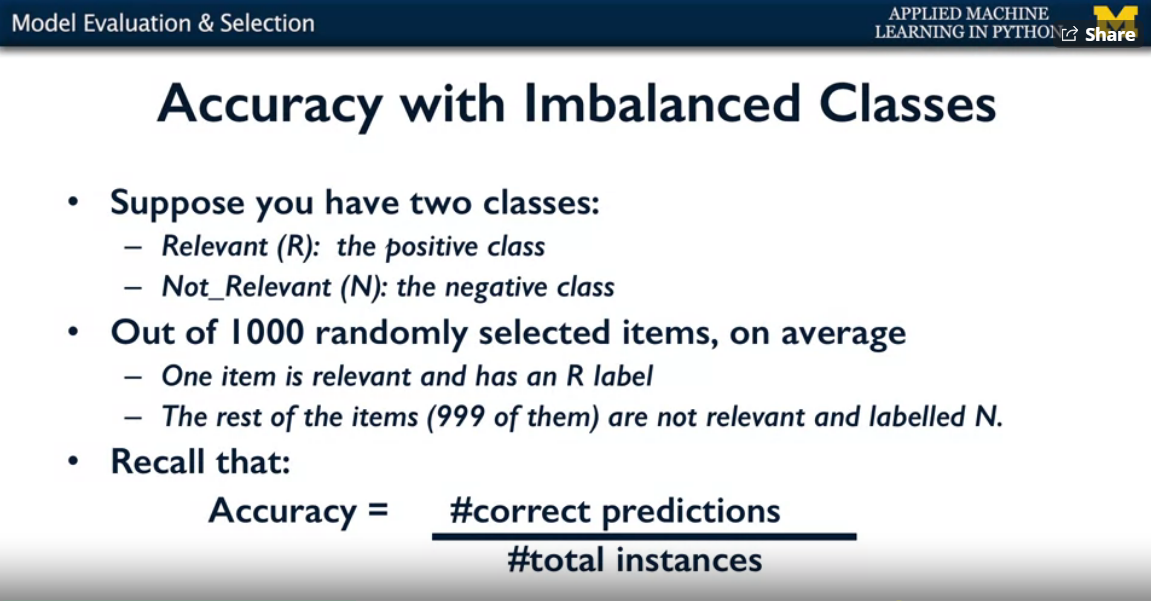 Model Evaluation & Selection
APPLIED MACHINE
LEARNING IN PYTHON
Share
Accuracy with Imbalanced Classes
• Suppose you have two classes:
– Relevant (R): the positive class
– Not_Relevant (N): the negative class
• Out of 1000 randomly selected items, on average
– One item is relevant and has an R label
– The rest of the items (999 of them) are not relevant and labelled N.
• Recall that:
Accuracy = #correct predictions
#total instances